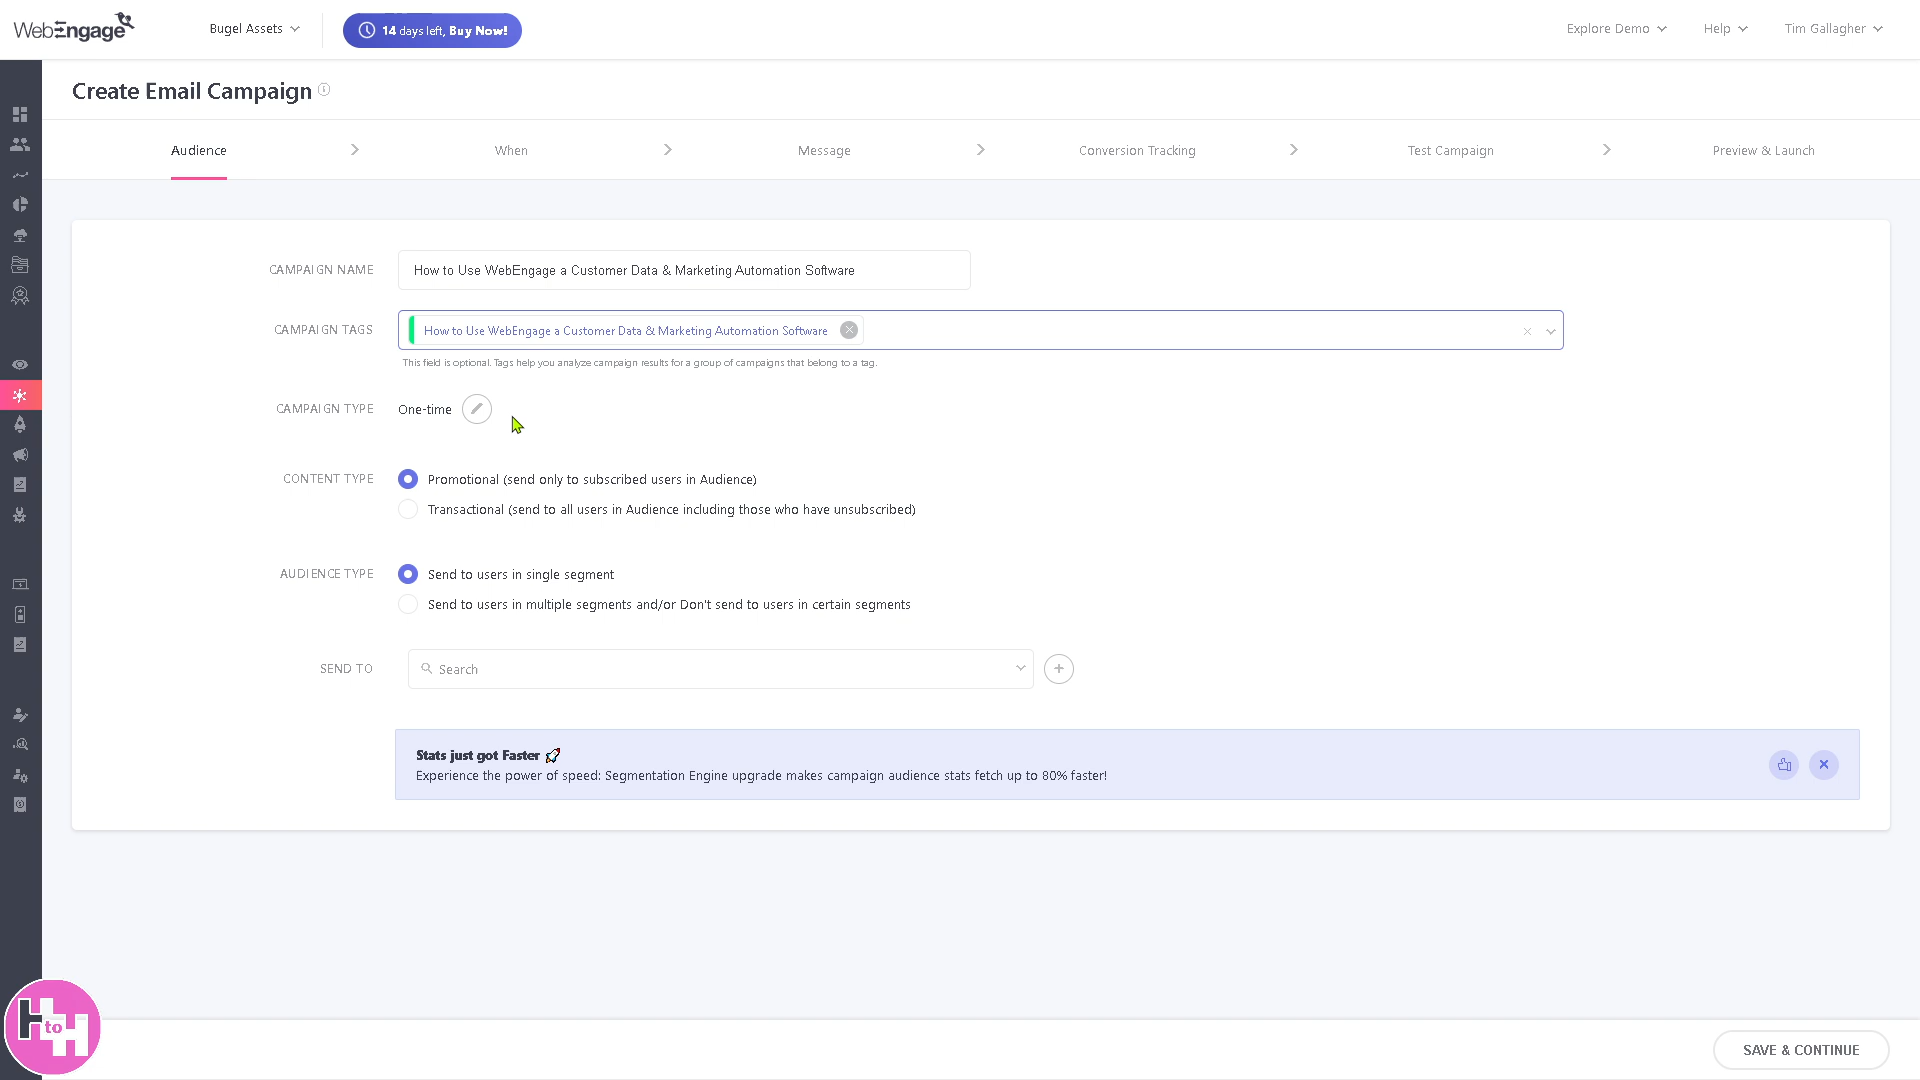 WebEngage
Bugel Assets
14 days left, Buy Now!
Explore Demo
Help
Tim Gallagher
Create Email Campaign
Audience
When
Message
Conversion Tracking
Test Campaign
Preview & Launch
CAMPAIGN NAME
How to Use WebEngage a Customer Data & Marketing Automation Software
CAMPAIGN TAGS
How to Use WebEngage a Customer Data & Marketing Automation Software
This field is optional. Tags help you analyze campaign results for a group of campaigns that belong to a tag.
CAMPAIGN TYPE
One-time
CONTENT TYPE
Promotional (send only to subscribed users in Audience)
Transactional (send to all users in Audience including those who have unsubscribed)
AUDIENCE TYPE
Send to users in single segment
Send to users in multiple segments and/or Don't send to users in certain segments
SEND TO
Search
Stats just got Faster 🚀
Experience the power of speed: Segmentation Engine upgrade makes campaign audience stats fetch up to 80% faster!
H to H
SAVE & CONTINUE